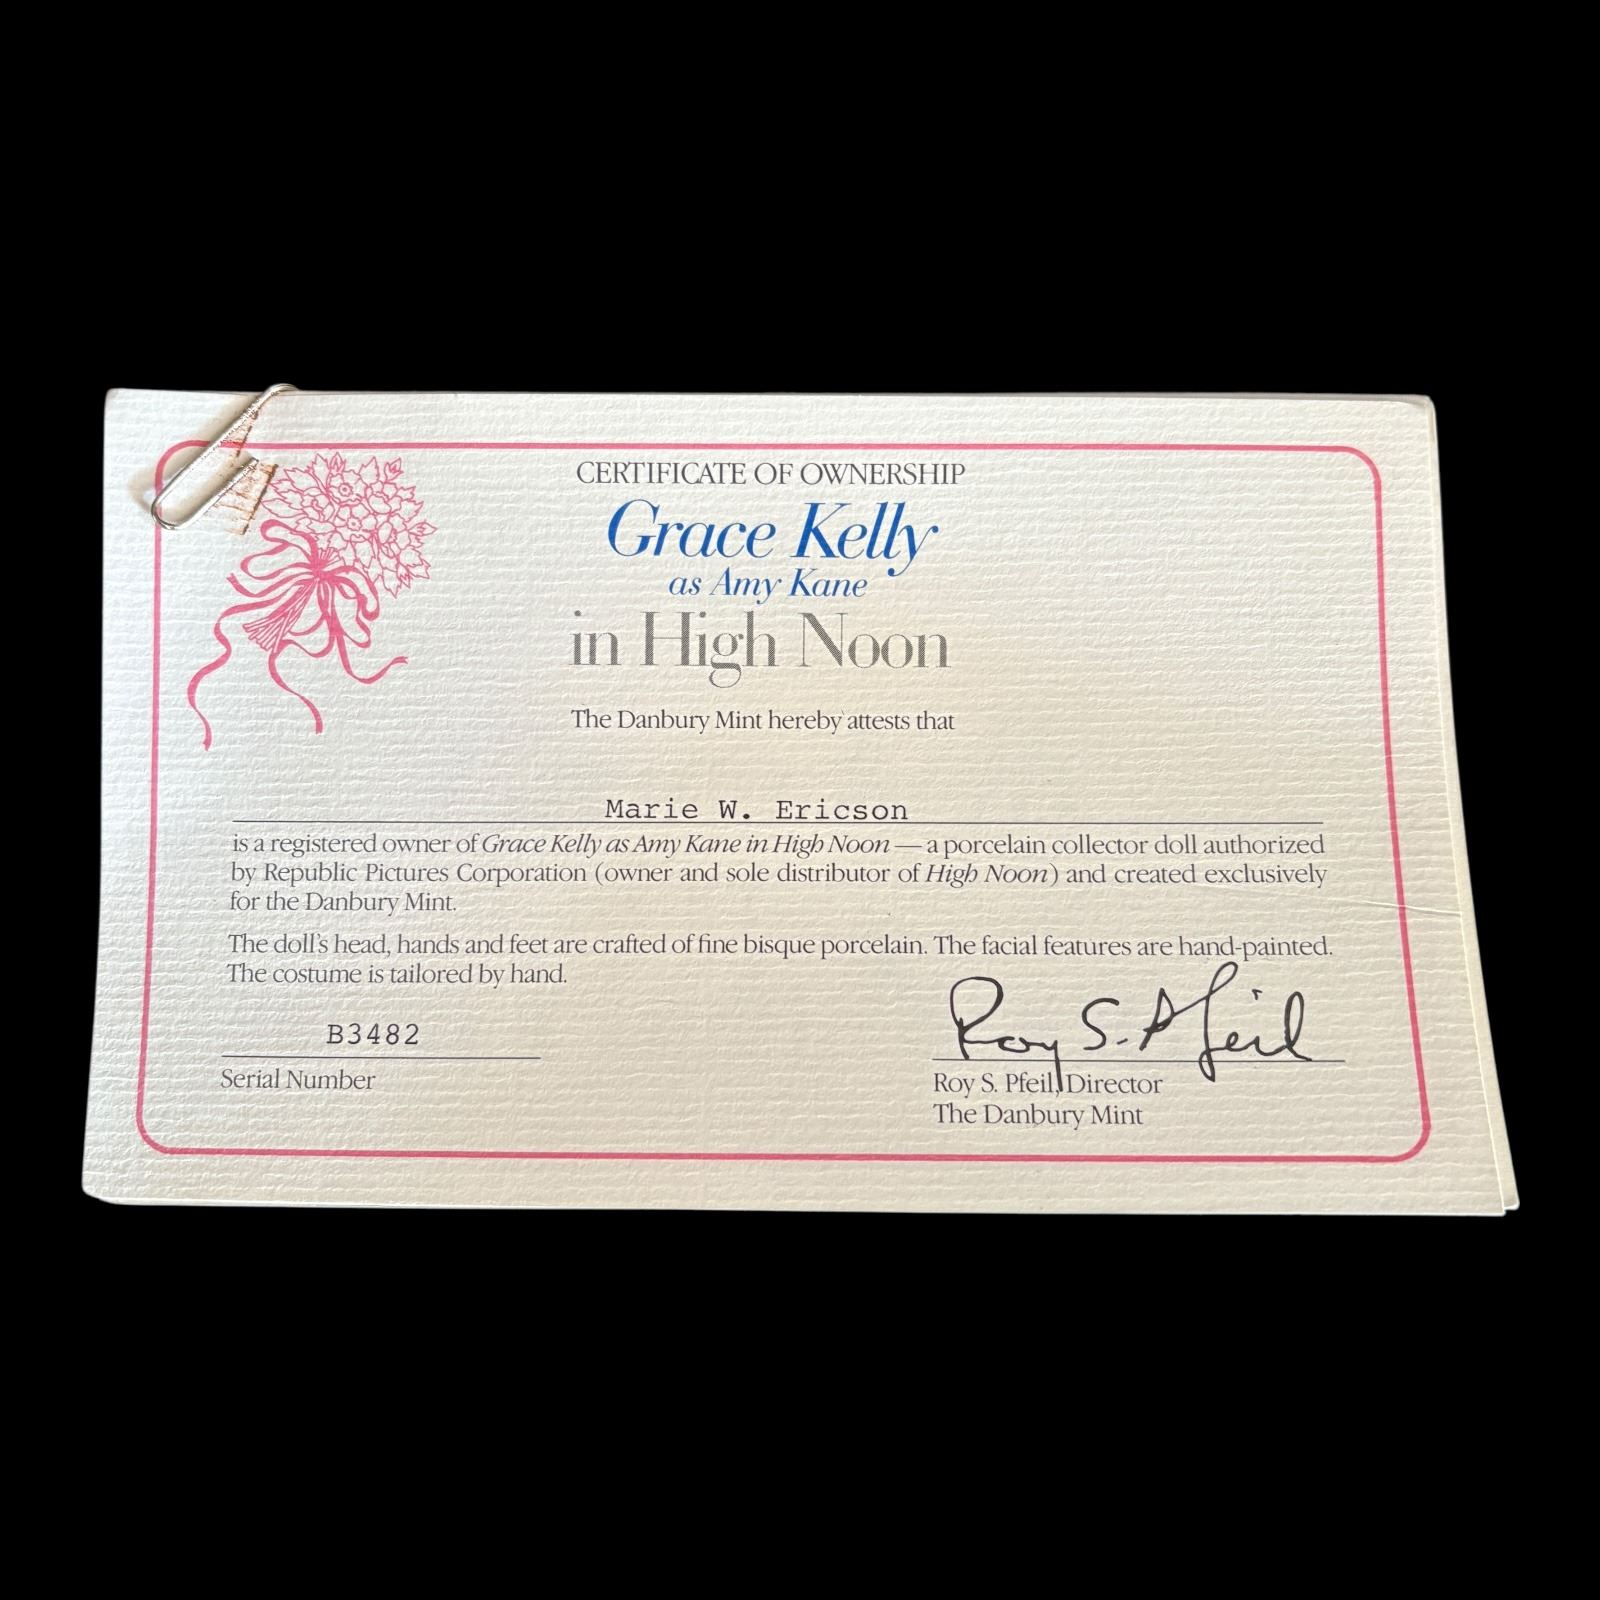 CERTIFICATE OF OWNERSHIP
Grace Kelly
as Amy Kane
in High Noon
The Danbury Mint hereby attests that
Marie W. Ericson
is a registered owner of Grace Kelly as Amy Kane in High Noon — a porcelain collector doll authorized
by Republic Pictures Corporation (owner and sole distributor of High Noon) and created exclusively
for the Danbury Mint.
The doll's head, hands and feet are crafted of fine bisque porcelain. The facial features are hand-painted.
The costume is tailored by hand.
Roy S. Pfeil
B3482
Serial Number
Roy S. Pfeil, Director
The Danbury Mint